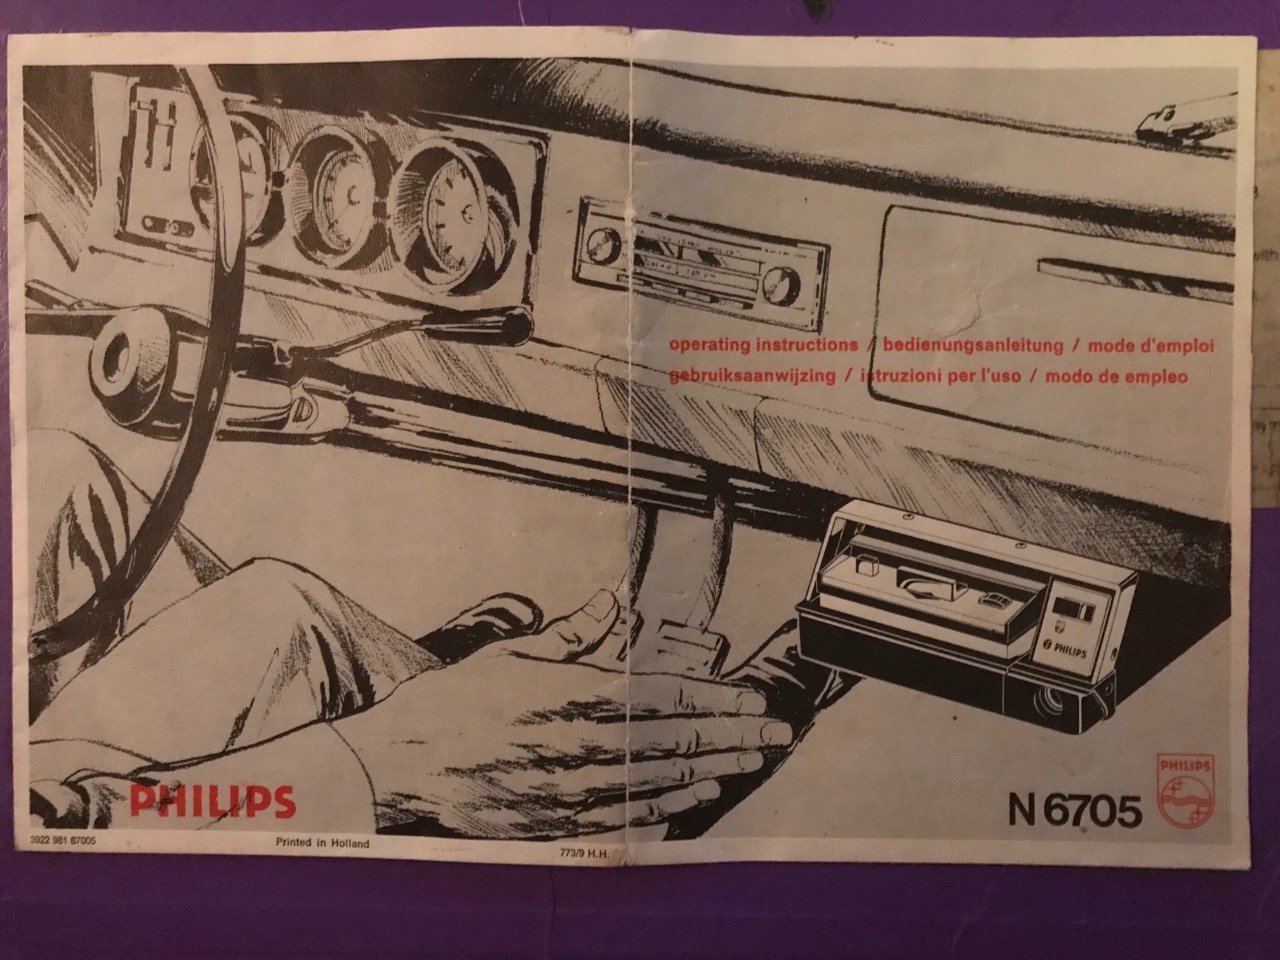 operating instructions / bedienungsanleitung / mode d'emploi
gebruiksaanwijzing / istruzioni per l'uso / modo de empleo
PHILIPS
PHILIPS
N 6705
PHILIPS
3922 981 67005
Printed in Holland
773/9 H.H.